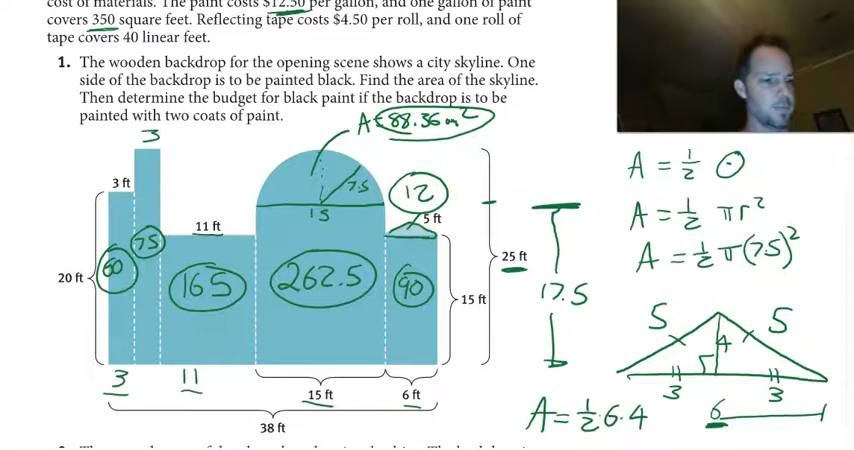 cost of materials. The paint costs $12.50 per gallon, and one gallon of paint
covers 350 square feet. Reflecting tape costs $4.50 per roll, and one roll of
tape covers 40 linear feet.
1. The wooden backdrop for the opening scene shows a city skyline. One
side of the backdrop is to be painted black. Find the area of the skyline.
Then determine the budget for black paint if the backdrop is to be
painted with two coats of paint.
A = 88.36 m²
3
3 ft
7.5
15
12
5 ft
11 ft
20 ft
60
75
165
262.5
90
15 ft
25 ft
17.5
3
11
15 ft
6 ft
38 ft
A = 1/2 ⊙
A = 1/2 πr²
A = 1/2 π(7.5)²
5
5
4
3
3
6
A = 1/2 · 6 · 4